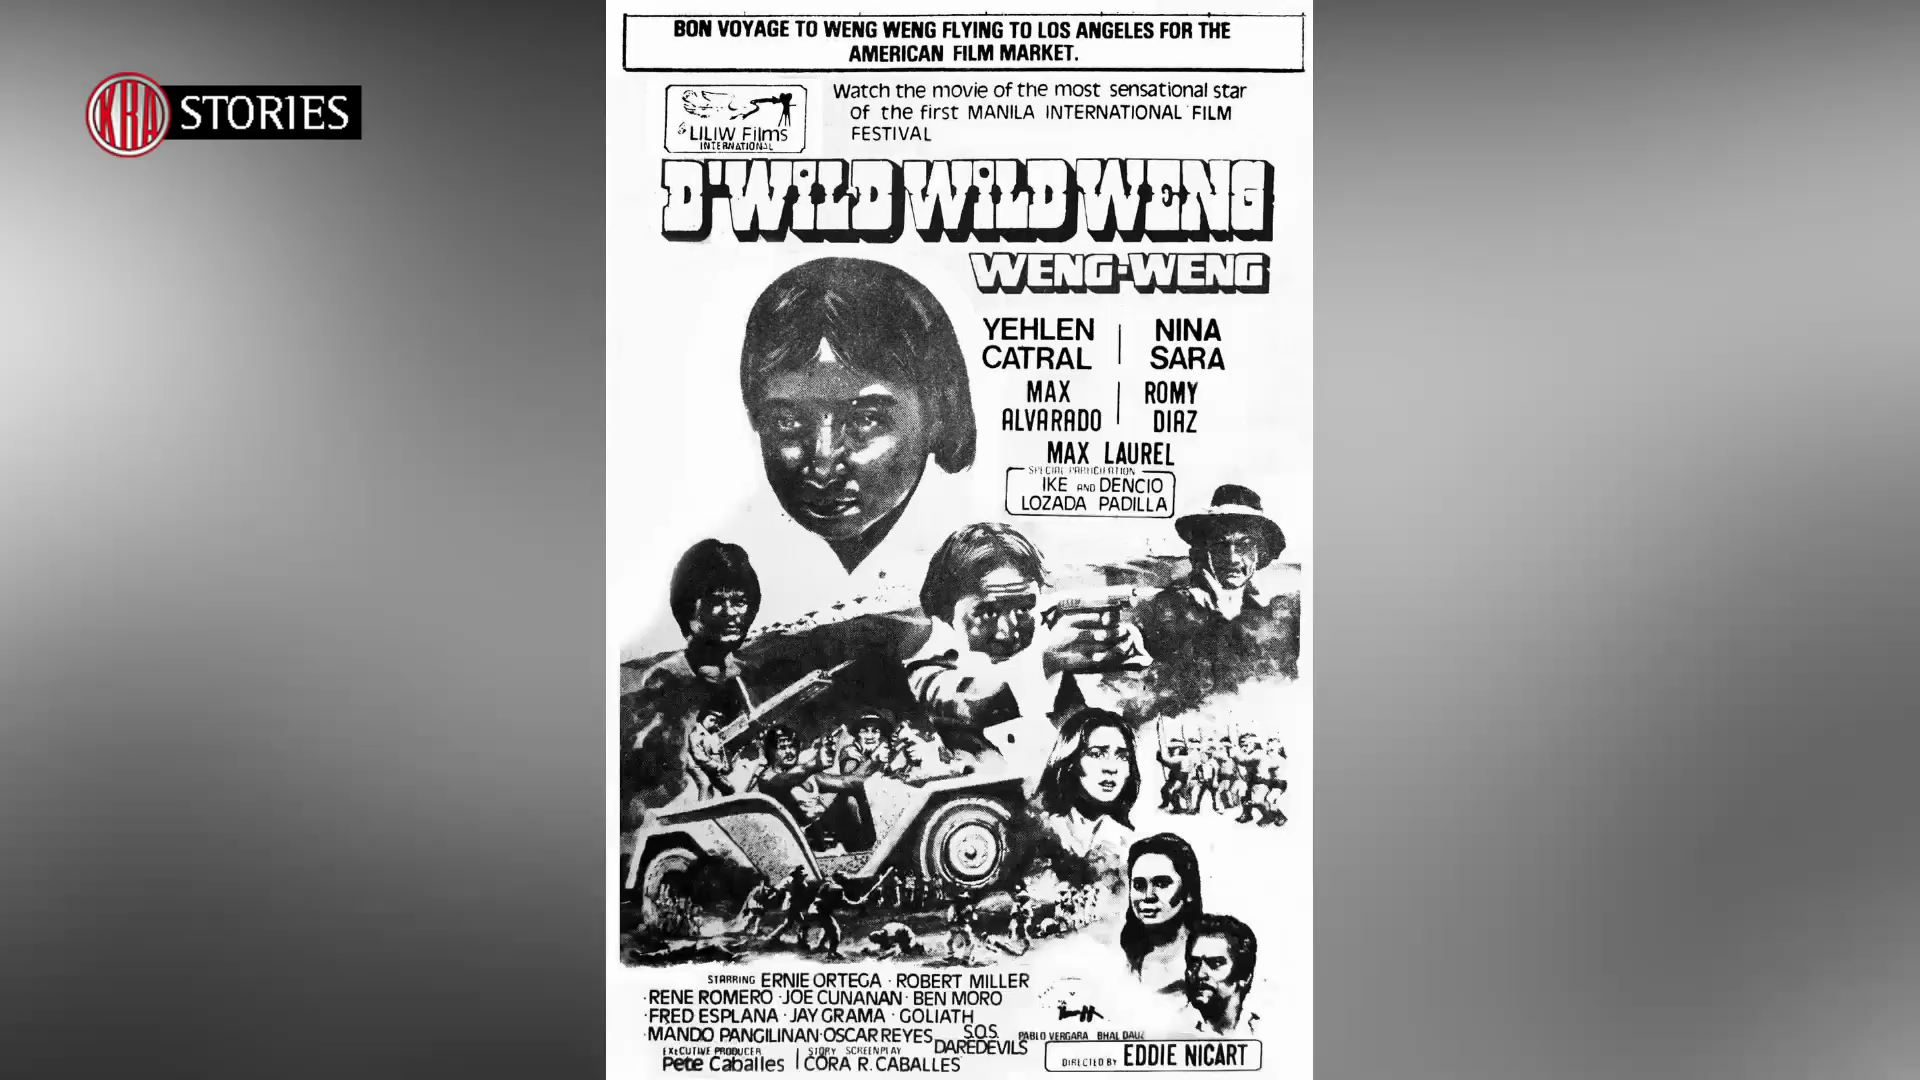 KRA STORIES
BON VOYAGE TO WENG WENG FLYING TO LOS ANGELES FOR THE
AMERICAN FILM MARKET.
LILIW Films
INTERNATIONAL
Watch the movie of the most sensational star
of the first MANILA INTERNATIONAL FILM
FESTIVAL
D'WILD WILD WENG
WENG-WENG
YEHLEN CATRAL
NINA SARA
MAX ALVARADO
ROMY DIAZ
MAX LAUREL
SPECIAL PARTICIPATION
IKE AND DENCIO
LOZADA PADILLA
STARRING ERNIE ORTEGA · ROBERT MILLER
·RENE ROMERO ·JOE CUNANAN· BEN MORO
·FRED ESPLANA · JAY GRAMA · GOLIATH
·MANDO PANGILINAN·OSCAR REYES S.O.S. DAREDEVILS
PABLO VERGARA BHAL DAUZ
EXECUTIVE PRODUCER
Pete Caballes
STORY SCREENPLAY
CORA R. CABALLES
DIRECTED BY EDDIE NICART